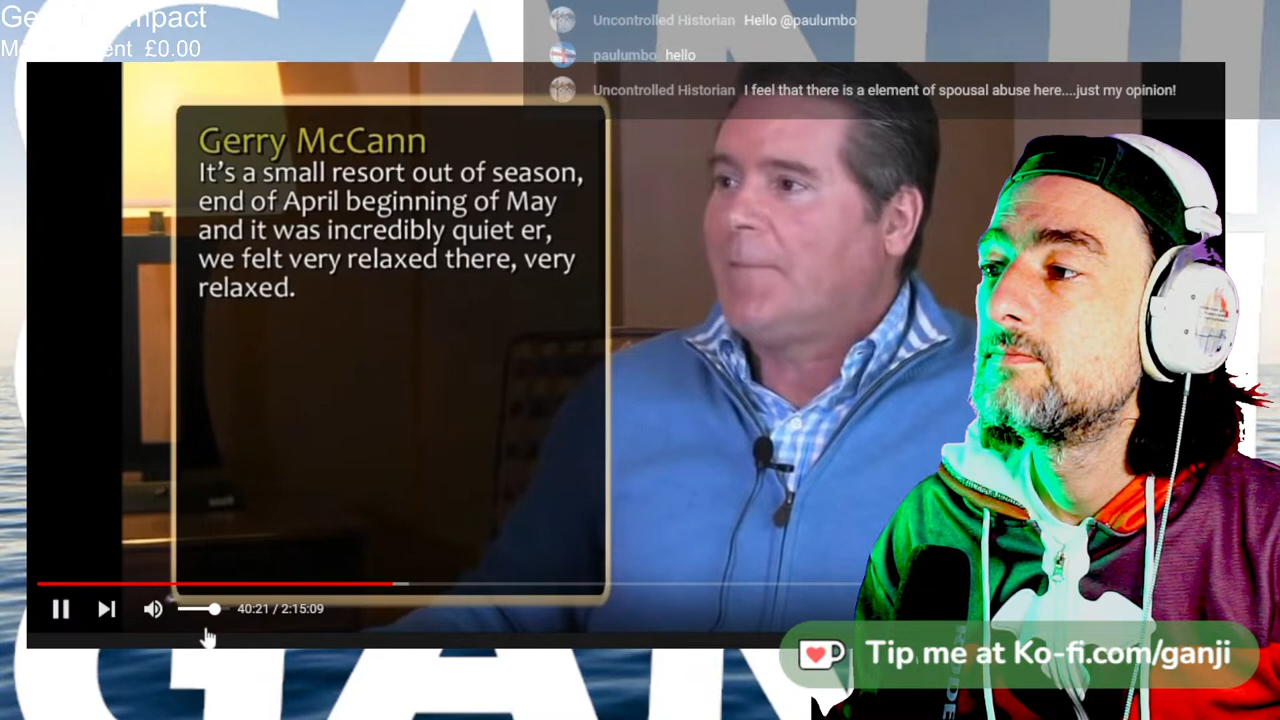 Uncontrolled Historian Hello @paulumbo
paulumbo hello
Uncontrolled Historian I feel that there is a element of spousal abuse here....just my opinion!
£0.00
Gerry McCann
It's a small resort out of season,
end of April beginning of May
and it was incredibly quiet er,
we felt very relaxed there, very
relaxed.
40:21 / 2:15:09
Tip me at Ko-fi.com/ganji